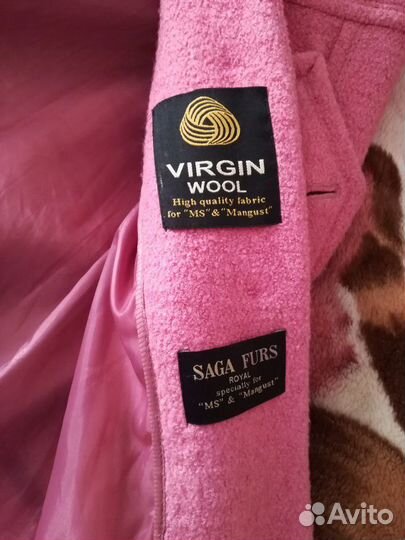 VIRGIN
WOOL
High quality fabric
for "MS" & "Mangust"
SAGA FURS
ROYAL
specially for
"MS" & "Mangust"
Avito